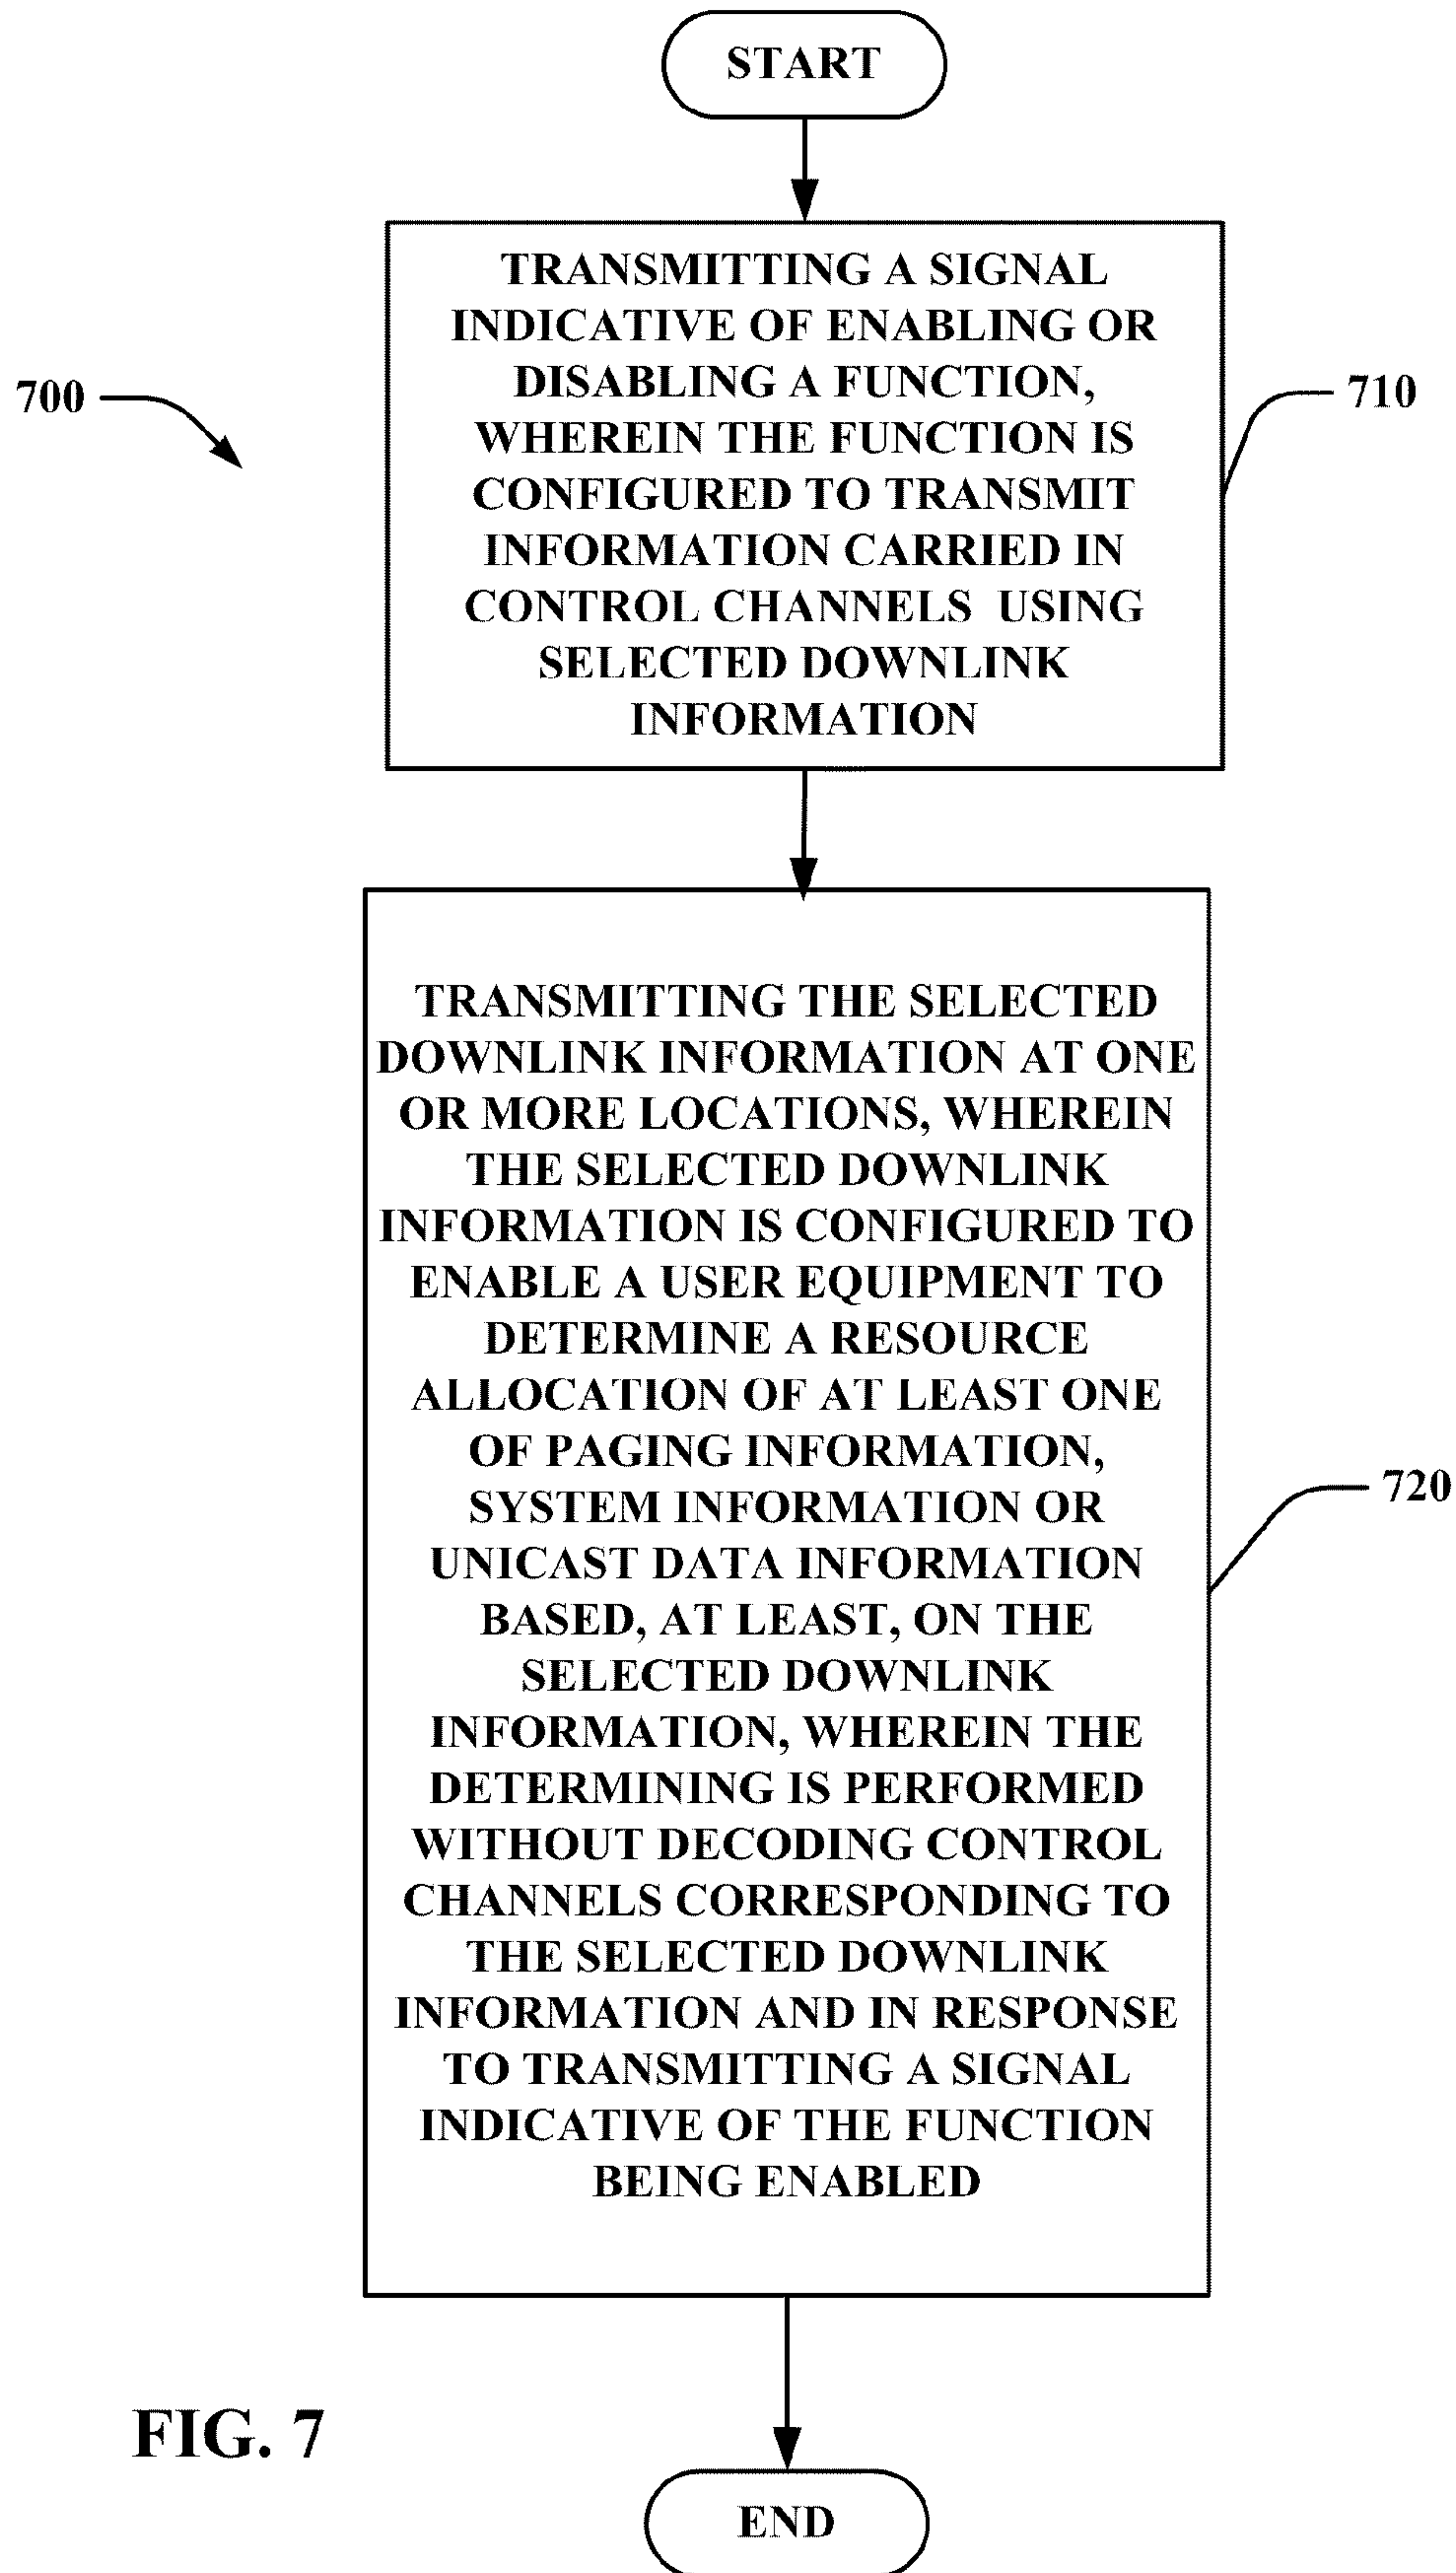 START
TRANSMITTING A SIGNAL
INDICATIVE OF ENABLING OR
DISABLING A FUNCTION,
WHEREIN THE FUNCTION IS
CONFIGURED TO TRANSMIT
INFORMATION CARRIED IN
CONTROL CHANNELS USING
SELECTED DOWNLINK
INFORMATION
700
710
TRANSMITTING THE SELECTED
DOWNLINK INFORMATION AT ONE
OR MORE LOCATIONS, WHEREIN
THE SELECTED DOWNLINK
INFORMATION IS CONFIGURED TO
ENABLE A USER EQUIPMENT TO
DETERMINE A RESOURCE
ALLOCATION OF AT LEAST ONE
OF PAGING INFORMATION,
SYSTEM INFORMATION OR
UNICAST DATA INFORMATION
BASED, AT LEAST, ON THE
SELECTED DOWNLINK
INFORMATION, WHEREIN THE
DETERMINING IS PERFORMED
WITHOUT DECODING CONTROL
CHANNELS CORRESPONDING TO
THE SELECTED DOWNLINK
INFORMATION AND IN RESPONSE
TO TRANSMITTING A SIGNAL
INDICATIVE OF THE FUNCTION
BEING ENABLED
720
FIG. 7
END